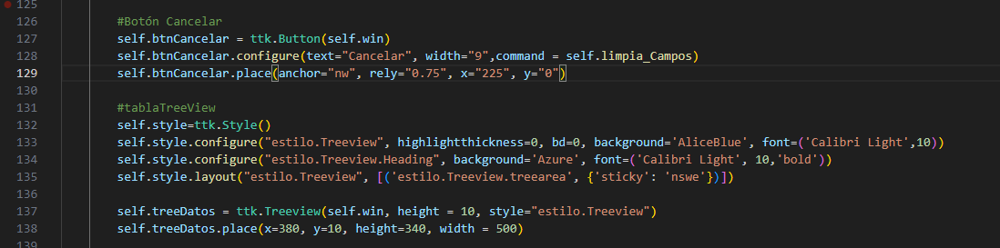 125
126 #Botón Cancelar
127 self.btnCancelar = ttk.Button(self.win)
128 self.btnCancelar.configure(text="Cancelar", width="9",command = self.limpia_Campos)
129 self.btnCancelar.place(anchor="nw", rely="0.75", x="225", y="0")
130
131 #tablaTreeView
132 self.style=ttk.Style()
133 self.style.configure("estilo.Treeview", highlightthickness=0, bd=0, background='AliceBlue', font=('Calibri Light',10))
134 self.style.configure("estilo.Treeview.Heading", background='Azure', font=('Calibri Light', 10,'bold'))
135 self.style.layout("estilo.Treeview", [('estilo.Treeview.treearea', {'sticky': 'nswe'})])
136
137 self.treeDatos = ttk.Treeview(self.win, height = 10, style="estilo.Treeview")
138 self.treeDatos.place(x=380, y=10, height=340, width = 500)
139